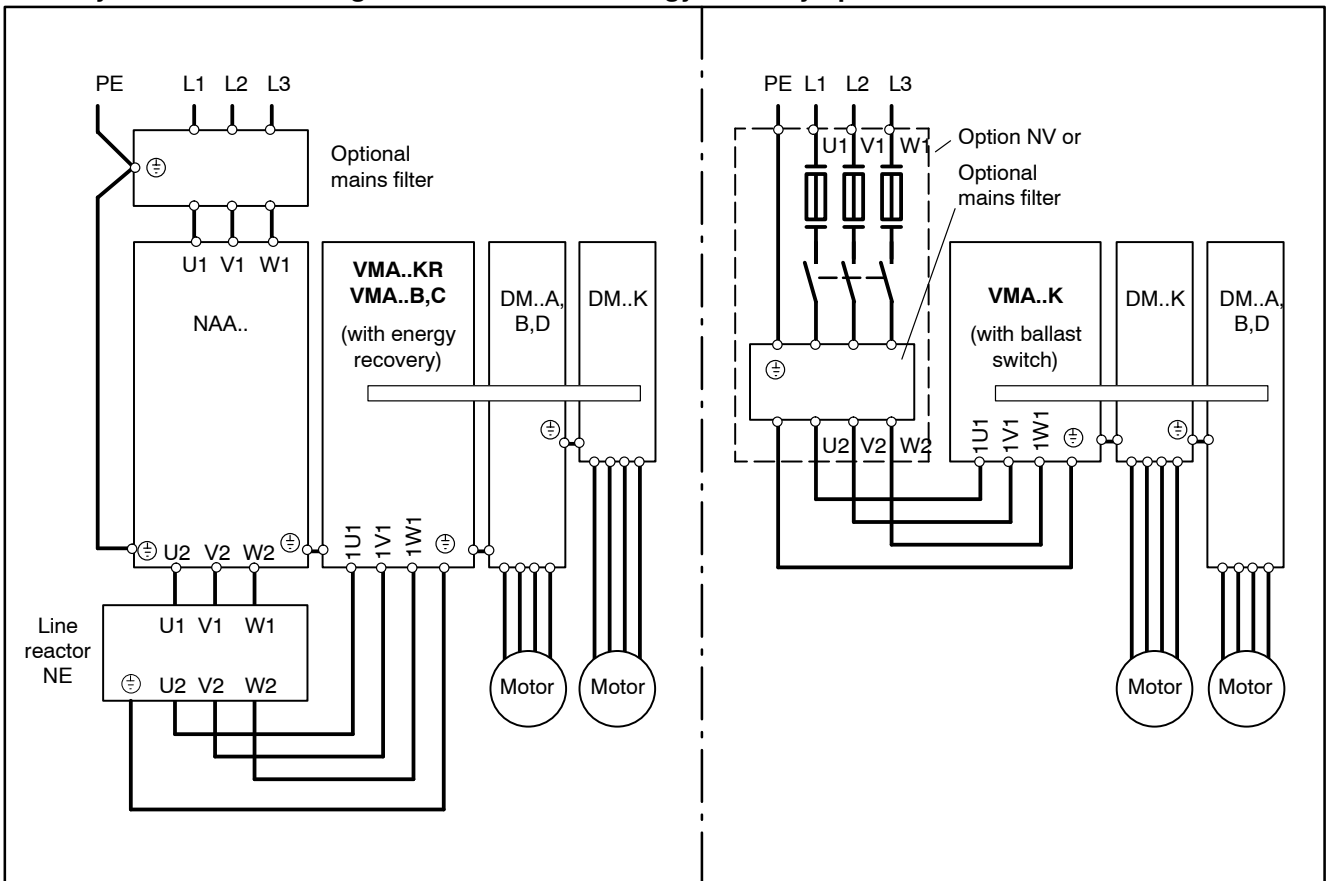 PE L1 L2 L3
Optional
mains filter
U1 V1 W1
NAA..
VMA..KR
VMA..B,C
(with energy
recovery)
DM..A,
B,D
DM..K
U2 V2 W2
1U1 1V1 1W1
Line
reactor
NE
U1 V1 W1
U2 V2 W2
Motor
Motor
PE L1 L2 L3
U1 V1 W1
Option NV or
Optional
mains filter
VMA..K
(with ballast
switch)
DM..K
DM..A,
B,D
U2 V2 W2
1U1 1V1 1W1
Motor
Motor